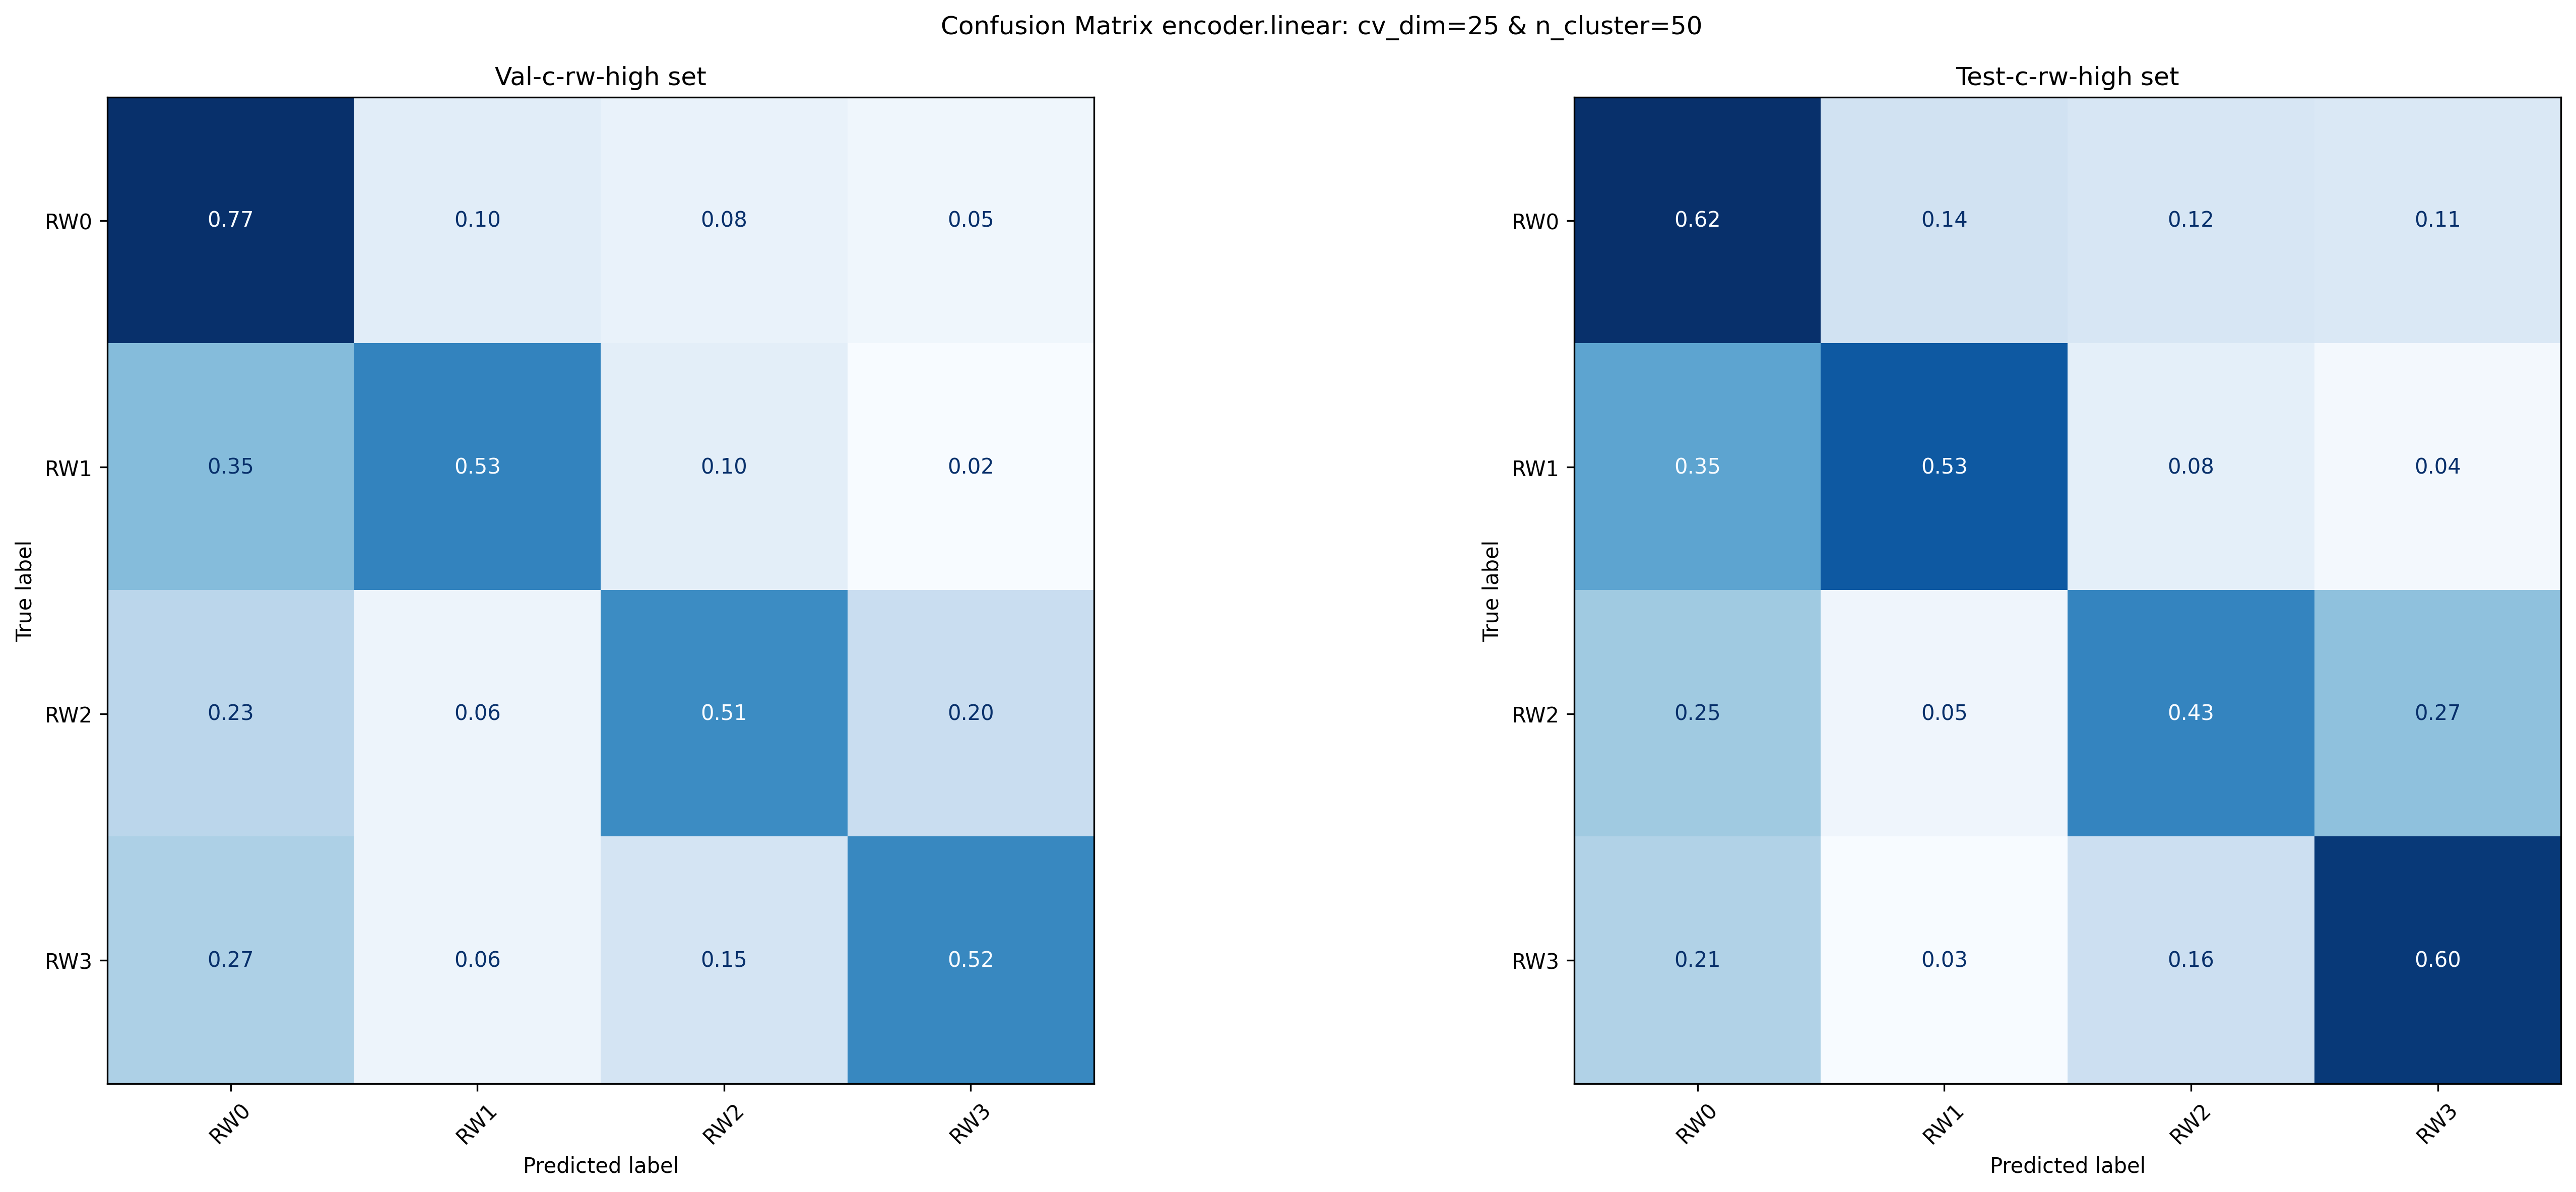 Confusion Matrix encoder.linear: cv_dim=25 & n_cluster=50
Val-c-rw-high set
True label
RW0 0.77 0.10 0.08 0.05
RW1 0.35 0.53 0.10 0.02
RW2 0.23 0.06 0.51 0.20
RW3 0.27 0.06 0.15 0.52
RW0 RW1 RW2 RW3
Predicted label
Test-c-rw-high set
True label
RW0 0.62 0.14 0.12 0.11
RW1 0.35 0.53 0.08 0.04
RW2 0.25 0.05 0.43 0.27
RW3 0.21 0.03 0.16 0.60
RW0 RW1 RW2 RW3
Predicted label